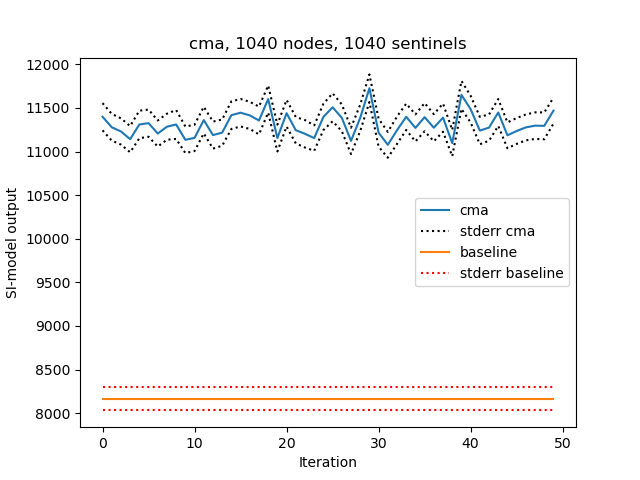 cma, 1040 nodes, 1040 sentinels
12000
11500
11000
10500
10000
9500
9000
8500
8000
SI-model output
cma
stderr cma
baseline
stderr baseline
0
10
20
30
40
50
Iteration